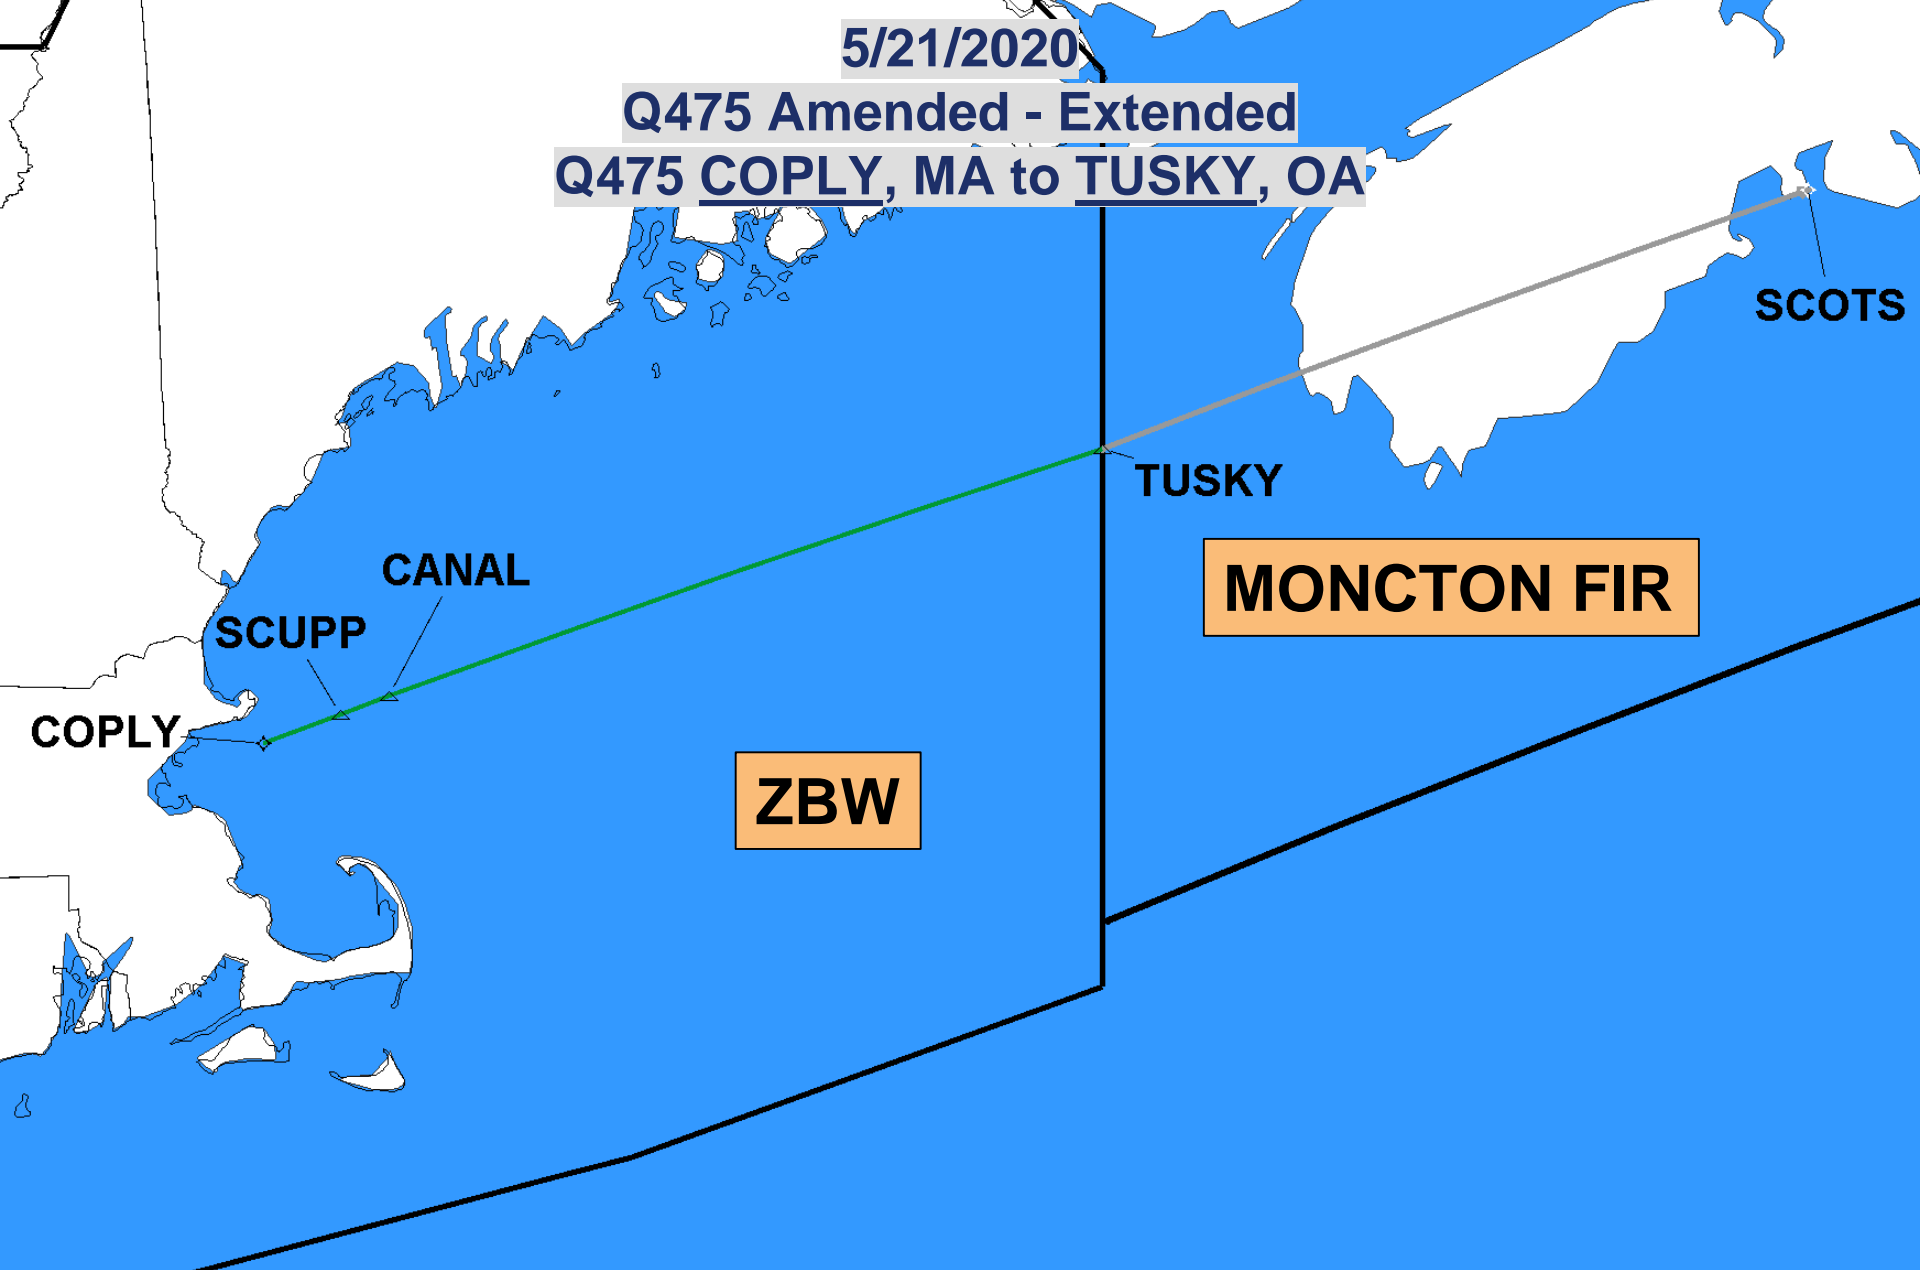 5/21/2020
Q475 Amended - Extended
Q475 COPLY, MA to TUSKY, OA
SCOTS
TUSKY
MONCTON FIR
CANAL
SCUPP
COPLY
ZBW